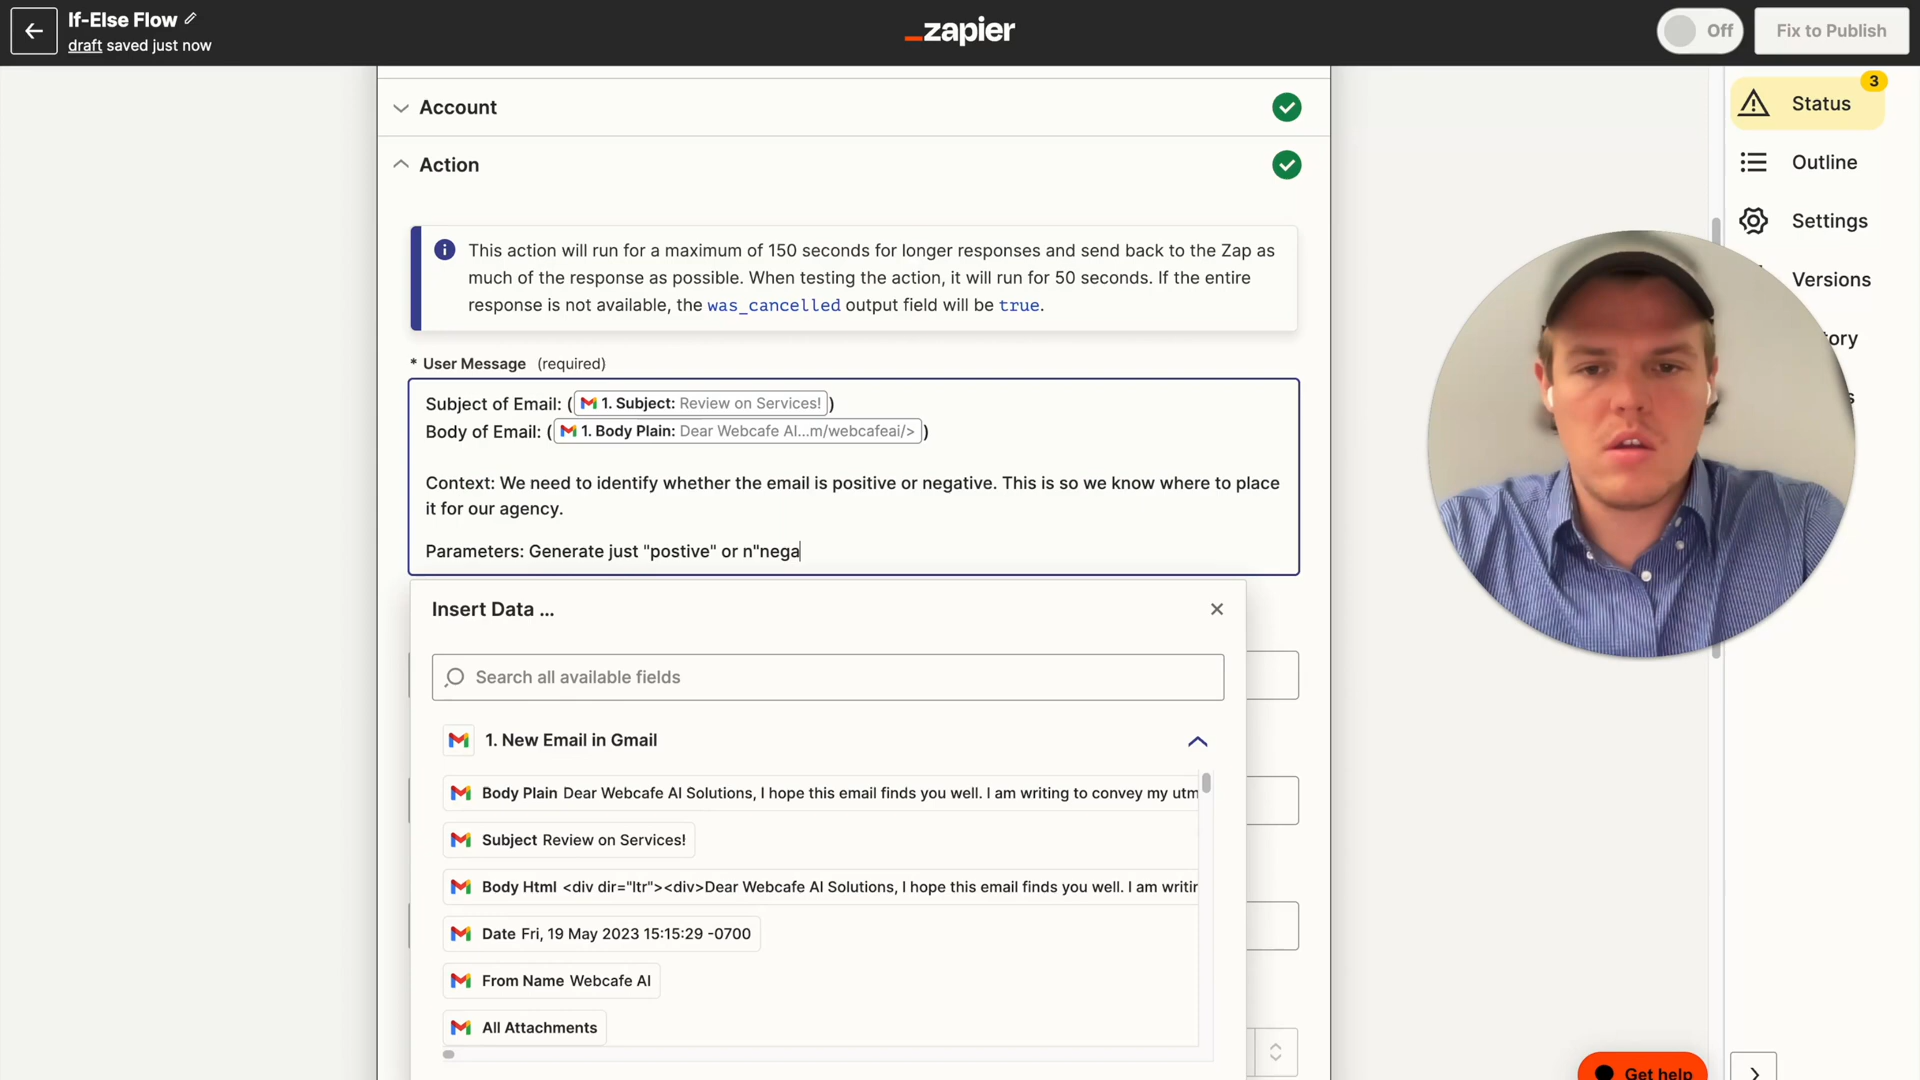 If-Else Flow
draft saved just now
zapier
Off
Fix to Publish
Account
Action
This action will run for a maximum of 150 seconds for longer responses and send back to the Zap as
much of the response as possible. When testing the action, it will run for 50 seconds. If the entire
response is not available, the was_cancelled output field will be true.
* User Message (required)
Subject of Email: ( 1. Subject: Review on Services! )
Body of Email: ( 1. Body Plain: Dear Webcafe AI...m/webcafeai/> )
Context: We need to identify whether the email is positive or negative. This is so we know where to place
it for our agency.
Parameters: Generate just "postive" or n"nega
Insert Data ...
Search all available fields
1. New Email in Gmail
Body Plain Dear Webcafe AI Solutions, I hope this email finds you well. I am writing to convey my utm
Subject Review on Services!
Body Html <div dir="ltr"><div>Dear Webcafe AI Solutions, I hope this email finds you well. I am writin
Date Fri, 19 May 2023 15:15:29 -0700
From Name Webcafe AI
All Attachments
3
Status
Outline
Settings
Versions
ory
s
Get help